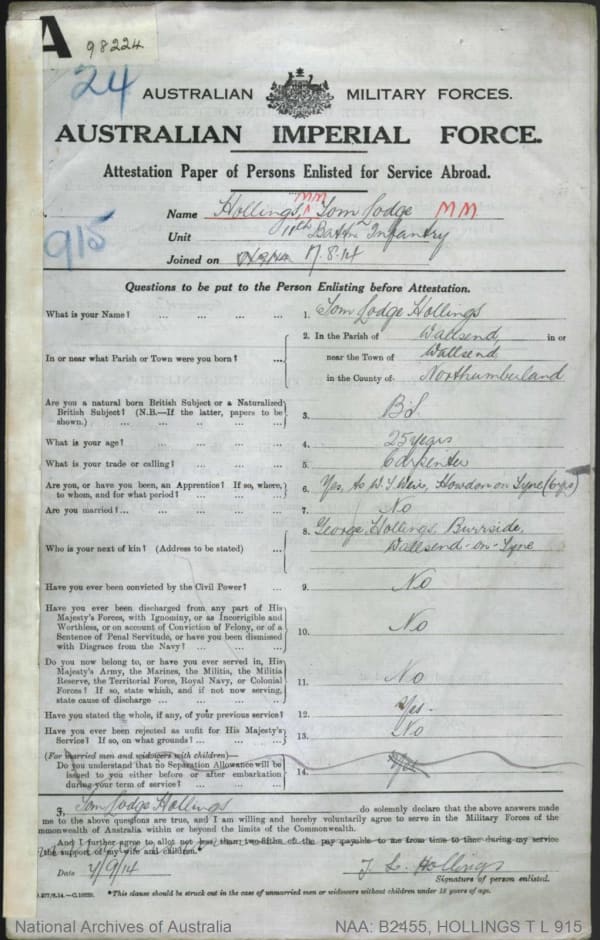 A
98224
24
AUSTRALIAN MILITARY FORCES.
AUSTRALIAN IMPERIAL FORCE.
Attestation Paper of Persons Enlisted for Service Abroad.
915
Name Hollings, MM Tom Lodge MM
Unit 11th Battn Infantry
Joined on 17.8.14
Questions to be put to the Person Enlisting before Attestation.
What is your Name? ... ... ... 1. Tom Lodge Hollings
In or near what Parish or Town were you born? ... 2. In the Parish of Wallsend in or
near the Town of Wallsend
in the County of Northumberland
Are you a natural born British Subject or a Naturalized
British Subject? (N.B.—If the latter, papers to be
shown.) ... ... ... ... 3. B.S.
What is your age? ... ... ... 4. 25 years
What is your trade or calling? ... ... ... 5. Carpenter
Are you, or have you been, an Apprentice? If so, where,
to whom, and for what period? ... ... ... 6. Yes, to W. S. Weir, Howdon on Tyne (6 yrs)
Are you married? ... ... ... ... 7. No
Who is your next of kin? (Address to be stated) ... 8. George Hollings, Burnside,
Wallsend-on-Tyne
Have you ever been convicted by the Civil Power? ... 9. No
Have you ever been discharged from any part of His
Majesty's Forces, with Ignominy, or as Incorrigible and
Worthless, or on account of Conviction of Felony, or of a
Sentence of Penal Servitude, or have you been dismissed
with Disgrace from the Navy? ... ... ... 10. No
Do you now belong to, or have you ever served in, His
Majesty's Army, the Marines, the Militia, the Militia
Reserve, the Territorial Force, Royal Navy, or Colonial
Forces? If so, state which, and if not now serving,
state cause of discharge ... ... ... 11. No
Have you stated the whole, if any, of your previous service? 12. Yes.
Have you ever been rejected as unfit for His Majesty's
Service? If so, on what grounds? ... ... ... 13. No
(For married men and widowers with children)—
Do you understand that no Separation Allowance will be
issued to you either before or after embarkation
during your term of service? ... ... ... 14.
I, Tom Lodge Hollings do solemnly declare that the above answers made
me to the above questions are true, and I am willing and hereby voluntarily agree to serve in the Military Forces of the
mmonwealth of Australia within or beyond the limits of the Commonwealth.
And I further agree to allot not less than two-fifths of the pay payable to me from time to time during my service
the support of my wife and children.*
Date 4/9/14 T. L. Hollings
Signature of person enlisted.
*This clause should be struck out in the case of unmarried men or widowers without children under 18 years of age.
National Archives of Australia NAA: B2455, HOLLINGS T L 915